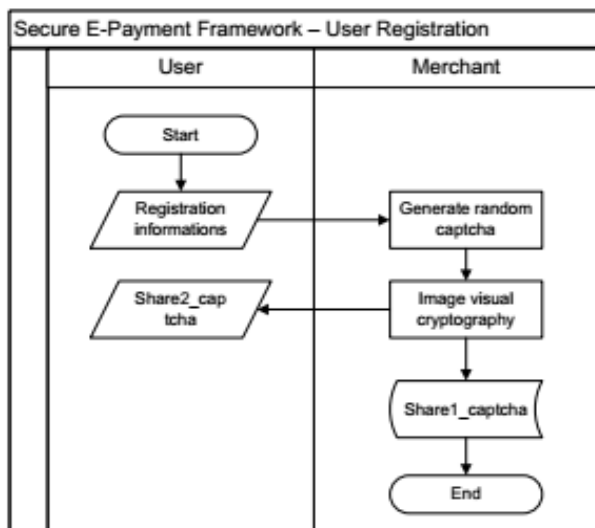 Secure E-Payment Framework – User Registration
User
Merchant
Start
Registration
informations
Generate random
captcha
Share2_cap
tcha
Image visual
cryptography
Share1_captcha
End